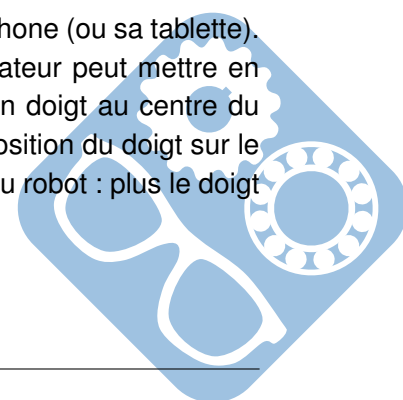 hone (ou sa tablette).
ateur peut mettre en
n doigt au centre du
osition du doigt sur le
u robot : plus le doigt